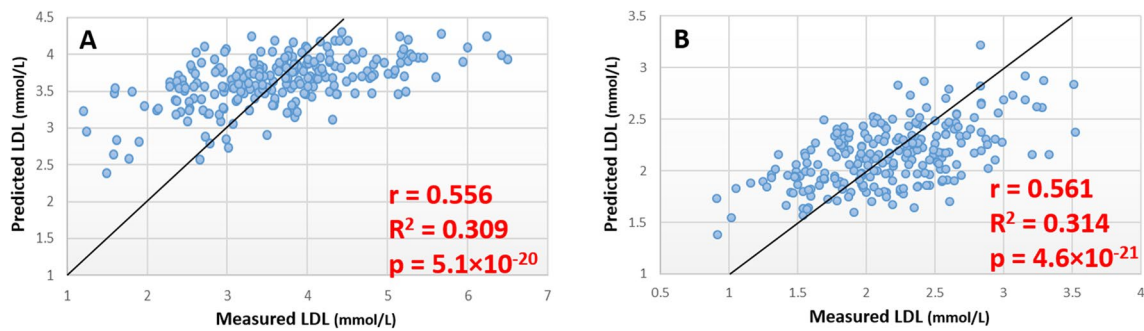 A
Predicted LDL (mmol/L)
4.5
4
3.5
3
2.5
2
1.5
1
r = 0.556
R² = 0.309
p = 5.1×10⁻²⁰
1 2 3 4 5 6 7
Measured LDL (mmol/L)
B
Predicted LDL (mmol/L)
3.5
3
2.5
2
1.5
1
r = 0.561
R² = 0.314
p = 4.6×10⁻²¹
0.5 1 1.5 2 2.5 3 3.5 4
Measured LDL (mmol/L)